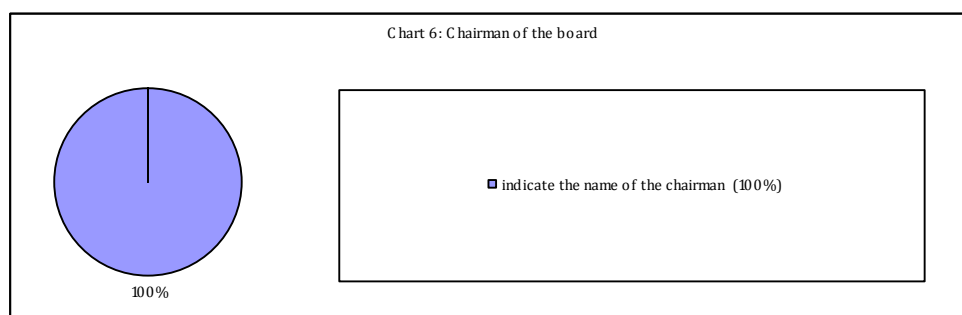 Chart 6: Chairman of the board
indicate the name of the chairman (100%)
100%